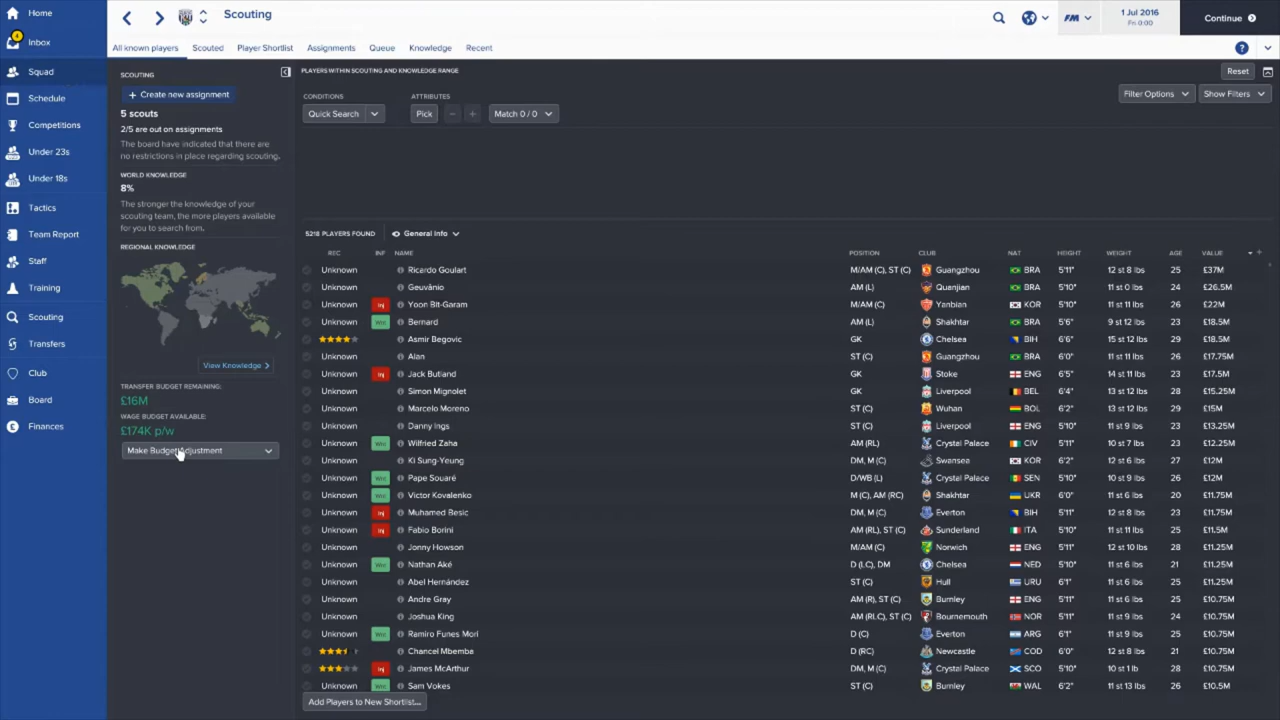 Home
Scouting
1 Jul 2016
Fri 0:00
Continue
FM
4
Inbox
All known players Scouted Player Shortlist Assignments Queue Knowledge Recent
?
Squad
Schedule
Competitions
Under 23s
Under 18s
Tactics
Team Report
Staff
Training
Scouting
Transfers
Club
Board
Finances
SCOUTING
+ Create new assignment
5 scouts
2/5 are out on assignments
The board have indicated that there are
no restrictions in place regarding scouting.
WORLD KNOWLEDGE
8%
The stronger the knowledge of your
scouting team, the more players available
for you to search from.
REGIONAL KNOWLEDGE
View Knowledge >
TRANSFER BUDGET REMAINING:
£16M
WAGE BUDGET AVAILABLE:
£174K p/w
Make Budget Adjustment
PLAYERS WITHIN SCOUTING AND KNOWLEDGE RANGE
Reset
CONDITIONS ATTRIBUTES
Filter Options Show Filters
Quick Search Pick − + Match 0 / 0
5218 PLAYERS FOUND General Info
REC INF NAME POSITION CLUB NAT HEIGHT WEIGHT AGE VALUE
Unknown Ricardo Goulart M/AM (C), ST (C) Guangzhou BRA 5'11" 12 st 8 lbs 25 £37M
Unknown Geuvânio AM (L) Quanjian BRA 5'10" 11 st 0 lbs 24 £26.5M
Unknown Inj Yoon Bit-Garam M/AM (C) Yanbian KOR 5'10" 11 st 11 lbs 26 £22M
Unknown Wnt Bernard AM (L) Shakhtar BRA 5'6" 9 st 12 lbs 23 £18.5M
Asmir Begovic GK Chelsea BIH 6'6" 15 st 12 lbs 29 £18.5M
Unknown Alan ST (C) Guangzhou BRA 6'0" 11 st 11 lbs 26 £17.75M
Unknown Inj Jack Butland GK Stoke ENG 6'5" 14 st 11 lbs 23 £17.5M
Unknown Simon Mignolet GK Liverpool BEL 6'4" 13 st 12 lbs 28 £15.25M
Unknown Marcelo Moreno ST (C) Wuhan BOL 6'2" 13 st 12 lbs 29 £15M
Unknown Danny Ings ST (C) Liverpool ENG 5'10" 11 st 9 lbs 23 £13.25M
Unknown Wnt Wilfried Zaha AM (RL) Crystal Palace CIV 5'11" 10 st 7 lbs 23 £12.25M
Unknown Ki Sung-Yeung DM, M (C) Swansea KOR 6'2" 12 st 6 lbs 27 £12M
Unknown Wnt Pape Souaré D/WB (L) Crystal Palace SEN 5'10" 10 st 9 lbs 26 £12M
Unknown Wnt Victor Kovalenko M (C), AM (RC) Shakhtar UKR 6'0" 11 st 6 lbs 20 £11.75M
Unknown Inj Muhamed Besic DM, M (C) Everton BIH 5'11" 12 st 8 lbs 23 £11.75M
Unknown Inj Fabio Borini AM (RL), ST (C) Sunderland ITA 5'10" 11 st 11 lbs 25 £11.5M
Unknown Jonny Howson M/AM (C) Norwich ENG 5'11" 12 st 10 lbs 28 £11.25M
Unknown Wnt Nathan Aké D (LC), DM Chelsea NED 5'10" 11 st 6 lbs 21 £11.25M
Unknown Abel Hernández ST (C) Hull URU 6'1" 11 st 6 lbs 25 £11.25M
Unknown Andre Gray AM (R), ST (C) Burnley ENG 5'11" 11 st 6 lbs 25 £10.75M
Unknown Joshua King AM (RLC), ST (C) Bournemouth NOR 5'11" 11 st 9 lbs 24 £10.75M
Unknown Wnt Ramiro Funes Mori D (C) Everton ARG 6'1" 11 st 9 lbs 25 £10.75M
Chancel Mbemba D (RC) Newcastle COD 6'0" 12 st 8 lbs 21 £10.75M
Inj James McArthur DM, M (C) Crystal Palace SCO 5'10" 10 st 1 lb 28 £10.75M
Unknown Wnt Sam Vokes ST (C) Burnley WAL 6'2" 11 st 13 lbs 26 £10.5M
Add Players to New Shortlist...